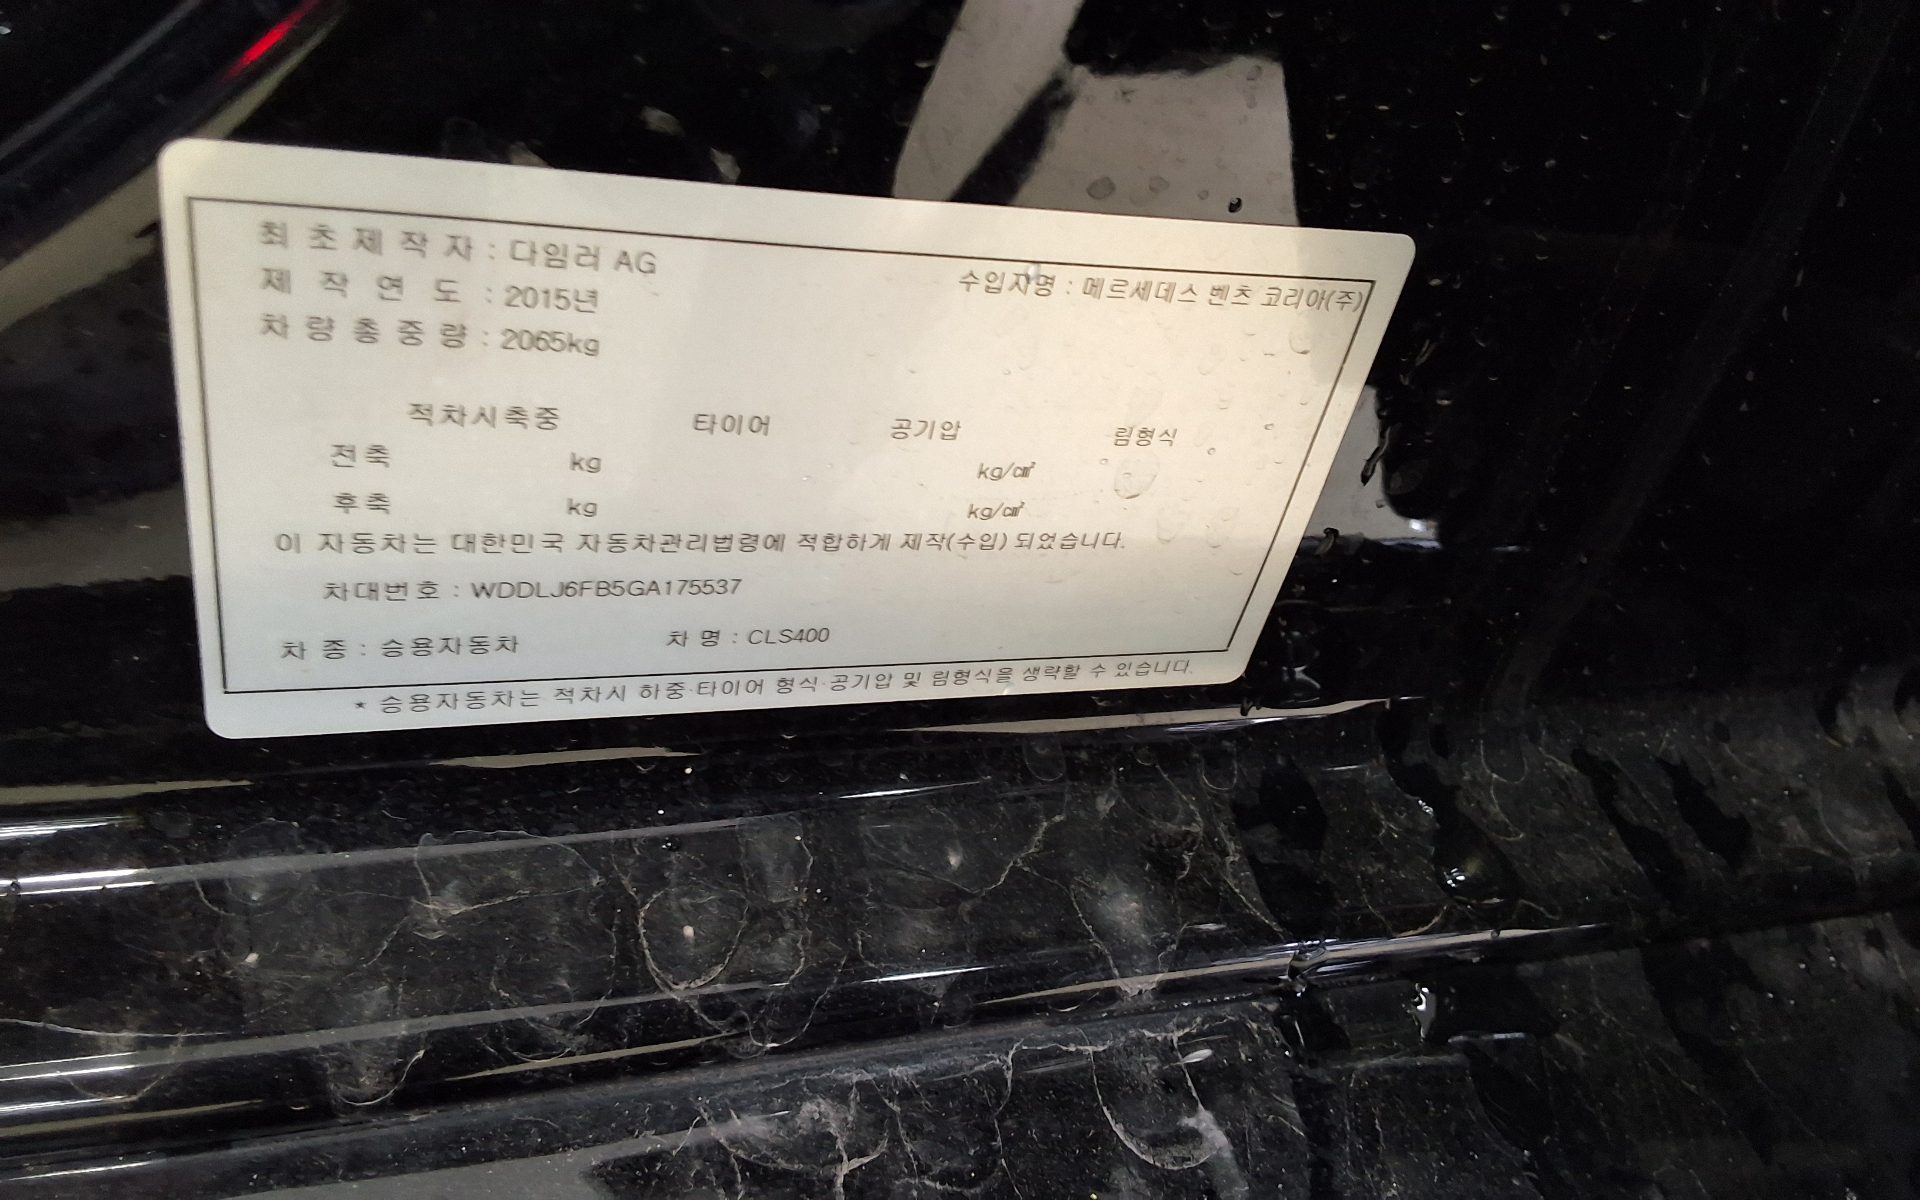 최초제작자 : 다임러 AG
수입자명 : 메르세데스 벤츠 코리아(주)
제작연도 : 2015년
차량총중량 : 2065kg
적차시축중 타이어 공기압 림형식
전축 kg kg/㎠
후축 kg kg/㎠
이 자동차는 대한민국 자동차관리법령에 적합하게 제작(수입) 되었습니다.
차대번호 : WDDLJ6FB5GA175537
차종 : 승용자동차 차명 : CLS400
* 승용자동차는 적차시 하중·타이어 형식·공기압 및 림형식을 생략할 수 있습니다.